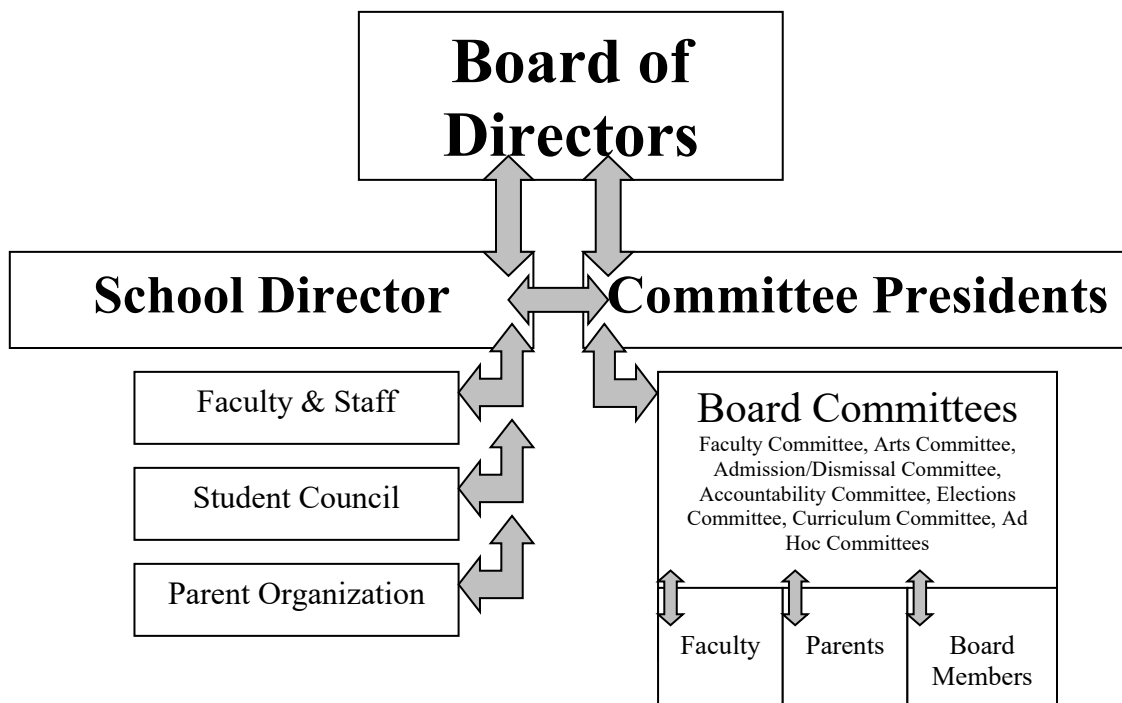 Board of
Directors
School Director
Committee Presidents
Faculty & Staff
Student Council
Parent Organization
Board Committees
Faculty Committee, Arts Committee,
Admission/Dismissal Committee,
Accountability Committee, Elections
Committee, Curriculum Committee, Ad
Hoc Committees
Faculty
Parents
Board
Members